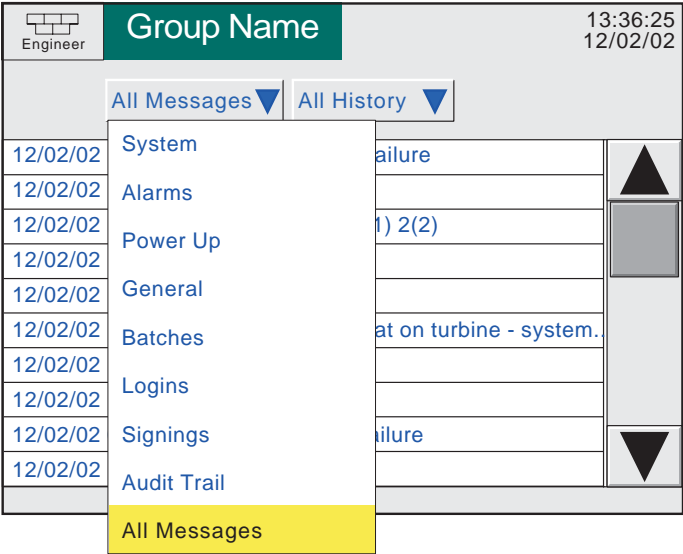 Engineer
Group Name
13:36:25
12/02/02
All Messages
All History
System
Alarms
Power Up
General
Batches
Logins
Signings
Audit Trail
All Messages
12/02/02 ailure
12/02/02
12/02/02 1) 2(2)
12/02/02
12/02/02
12/02/02 at on turbine - system..
12/02/02
12/02/02
12/02/02 ailure
12/02/02